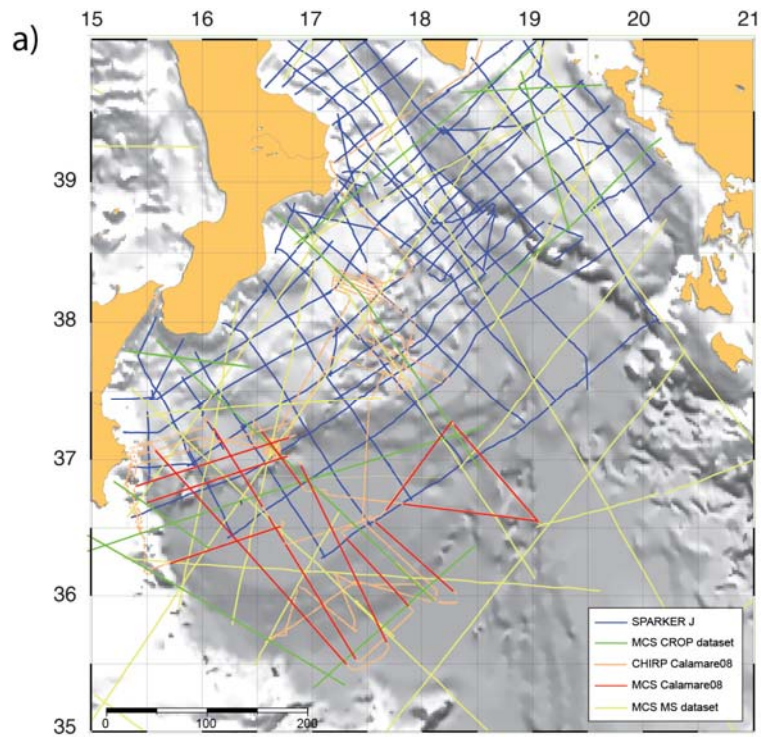 a)
15 16 17 18 19 20 21
39
38
37
36
35
SPARKER J
MCS CROP dataset
CHIRP Calamare08
MCS Calamare08
MCS MS dataset
0 100 200